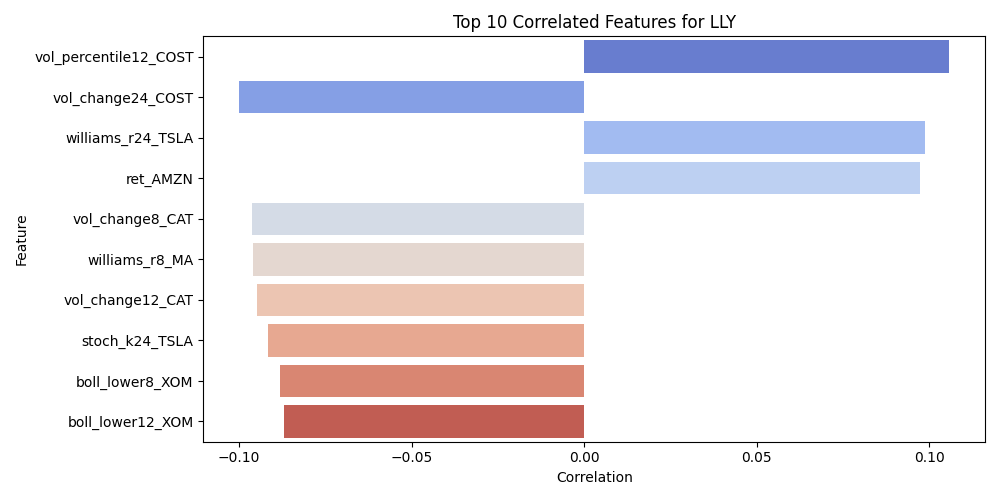 Top 10 Correlated Features for LLY
Feature
vol_percentile12_COST
vol_change24_COST
williams_r24_TSLA
ret_AMZN
vol_change8_CAT
williams_r8_MA
vol_change12_CAT
stoch_k24_TSLA
boll_lower8_XOM
boll_lower12_XOM
−0.10 −0.05 0.00 0.05 0.10
Correlation